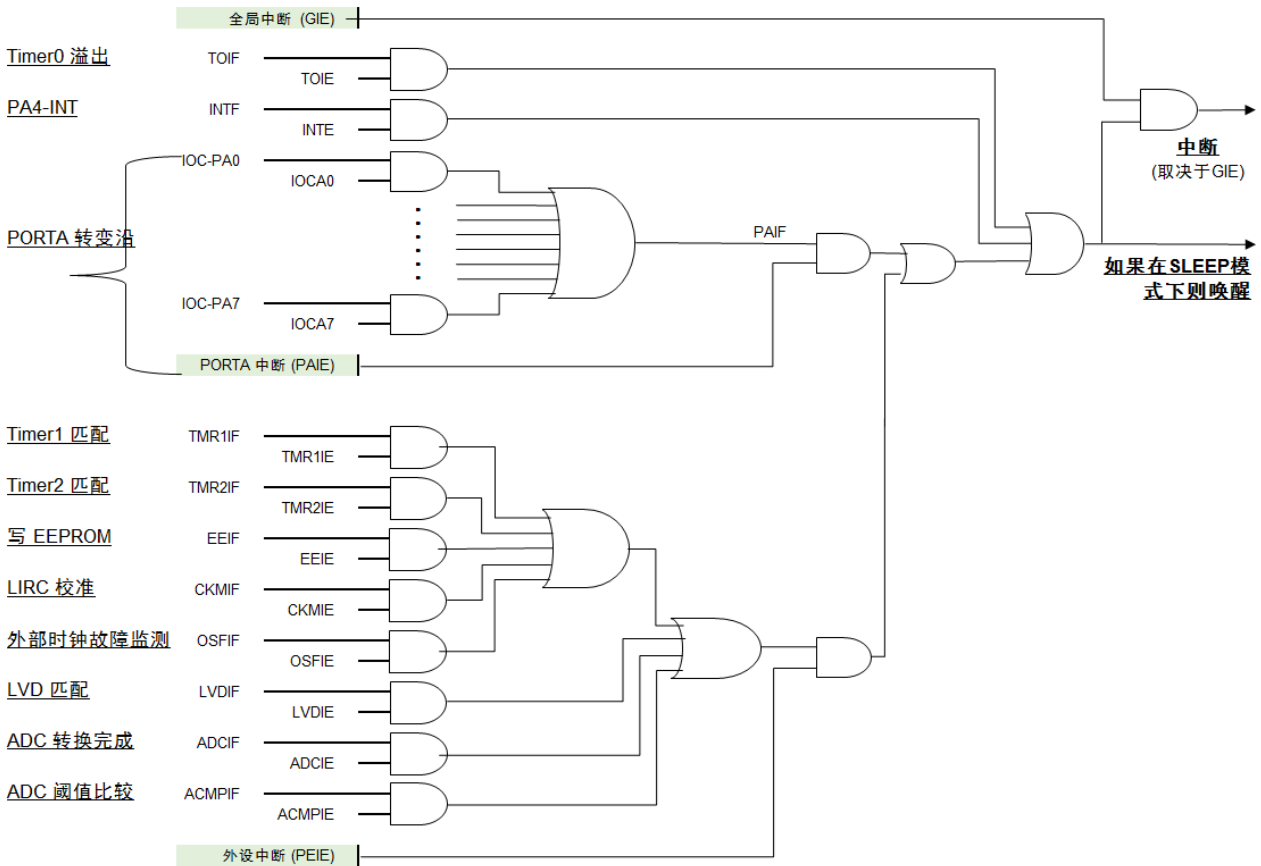 全局中断 (GIE)
Timer0 溢出
TOIF
TOIE
PA4-INT
INTF
INTE
中断
(取决于GIE)
IOC-PA0
IOCA0
PORTA 转变沿
PAIF
如果在SLEEP模
式下则唤醒
IOC-PA7
IOCA7
PORTA 中断 (PAIE)
Timer1 匹配
TMR1IF
TMR1IE
Timer2 匹配
TMR2IF
TMR2IE
写 EEPROM
EEIF
EEIE
LIRC 校准
CKMIF
CKMIE
外部时钟故障监测
OSFIF
OSFIE
LVD 匹配
LVDIF
LVDIE
ADC 转换完成
ADCIF
ADCIE
ADC 阈值比较
ACMPIF
ACMPIE
外设中断 (PEIE)